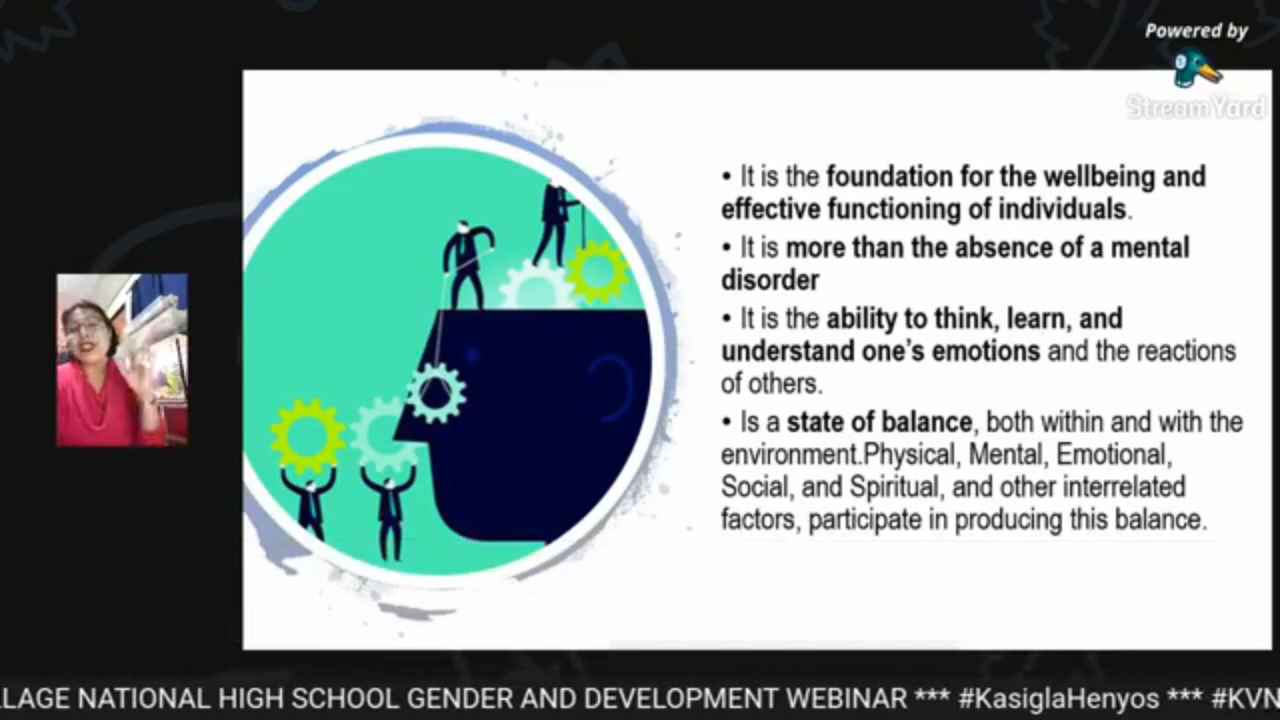 Powered by
StreamYard
• It is the foundation for the wellbeing and
effective functioning of individuals.
• It is more than the absence of a mental
disorder
• It is the ability to think, learn, and
understand one’s emotions and the reactions
of others.
• Is a state of balance, both within and with the
environment.Physical, Mental, Emotional,
Social, and Spiritual, and other interrelated
factors, participate in producing this balance.
LLAGE NATIONAL HIGH SCHOOL GENDER AND DEVELOPMENT WEBINAR *** #KasiglaHenyos *** #KVN